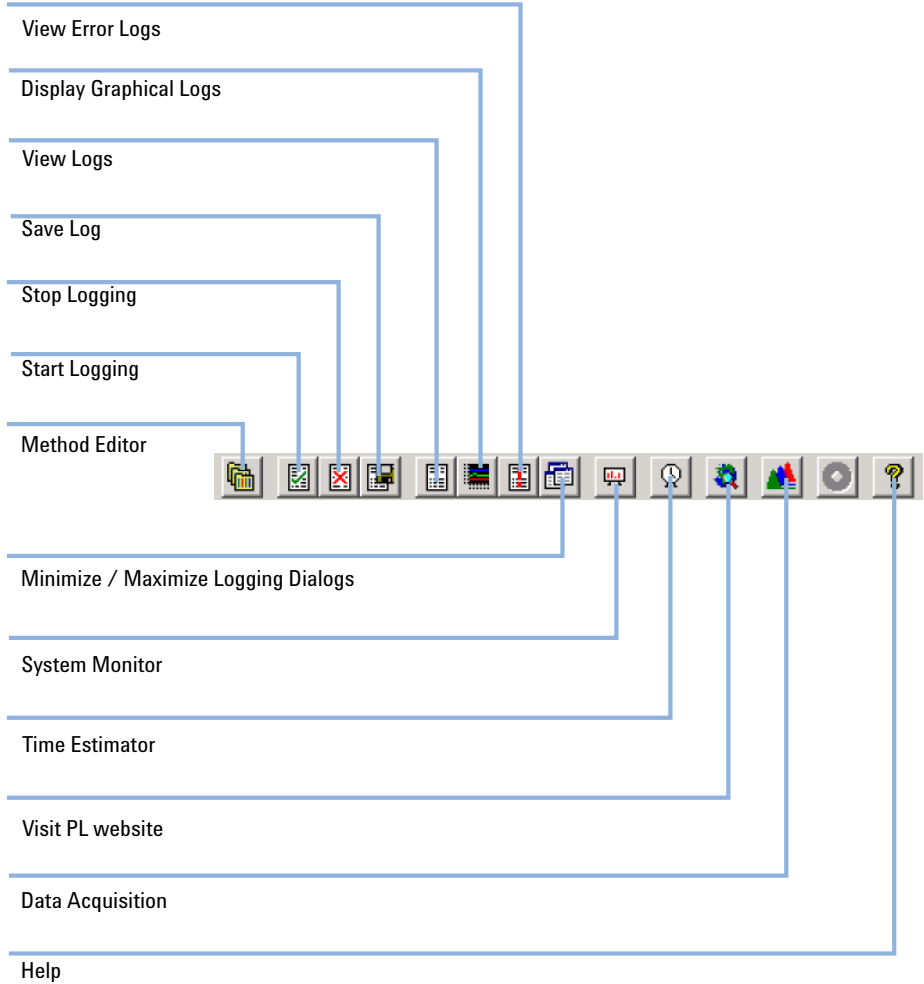 View Error Logs
Display Graphical Logs
View Logs
Save Log
Stop Logging
Start Logging
Method Editor
Minimize / Maximize Logging Dialogs
System Monitor
Time Estimator
Visit PL website
Data Acquisition
Help